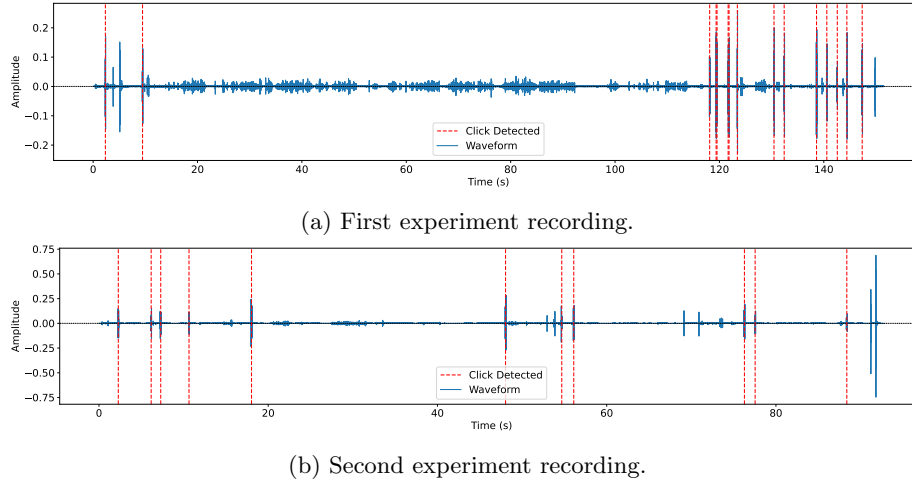 0.2
0.1
0.0
−0.1
−0.2
Amplitude
Click Detected
Waveform
0 20 40 60 80 100 120 140
Time (s)
(a) First experiment recording.
0.75
0.50
0.25
0.00
−0.25
−0.50
−0.75
Amplitude
Click Detected
Waveform
0 20 40 60 80
Time (s)
(b) Second experiment recording.